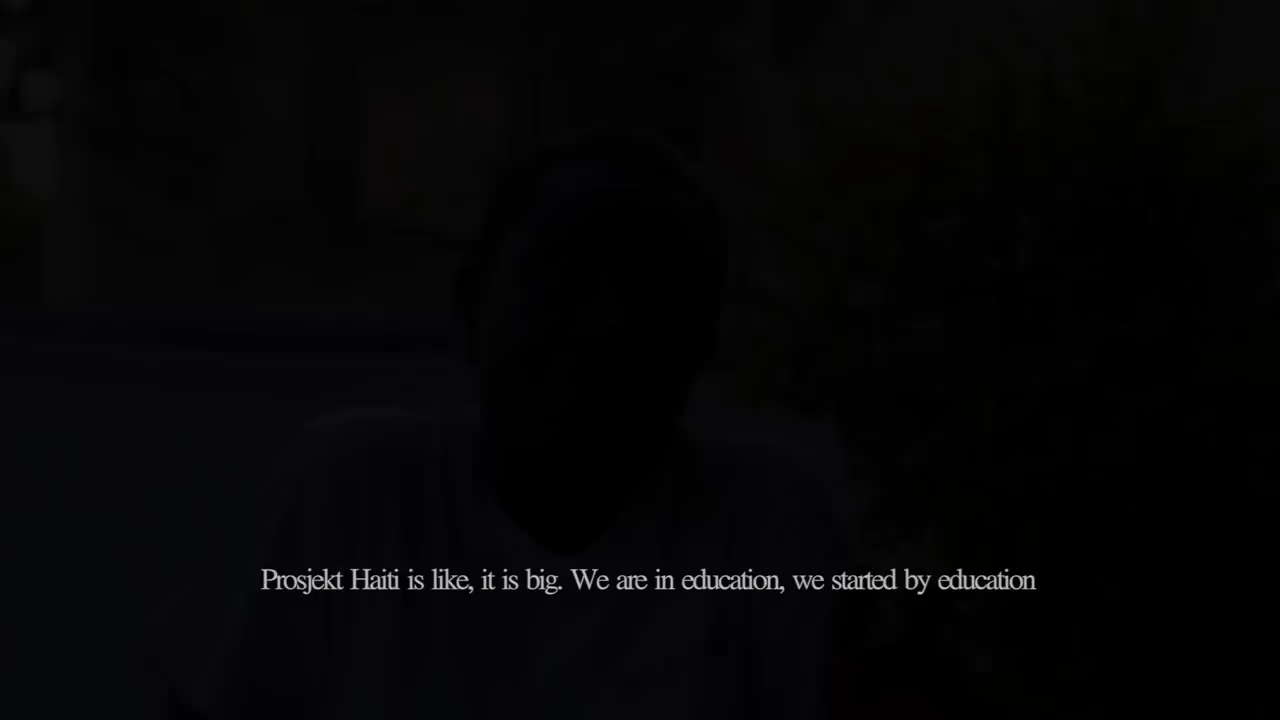 Prosjekt Haiti is like, it is big. We are in education, we started by education